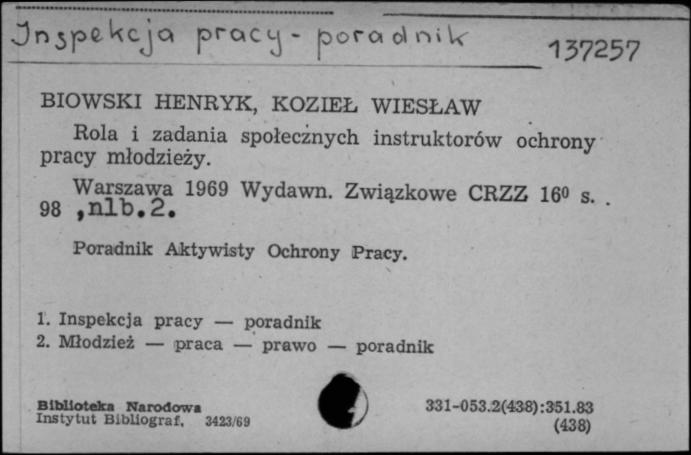 Inspekcja pracy - poradnik 137257
BIOWSKI HENRYK, KOZIEŁ WIESŁAW
Rola i zadania społecznych instruktorów ochrony
pracy młodzieży.
Warszawa 1969 Wydawn. Związkowe CRZZ 16⁰ s.
98 ,nlb.2.
Poradnik Aktywisty Ochrony Pracy.
1. Inspekcja pracy — poradnik
2. Młodzież — praca — prawo — poradnik
Biblioteka Narodowa 331-053.2(438):351.83
Instytut Bibliograf. 3423/69 (438)